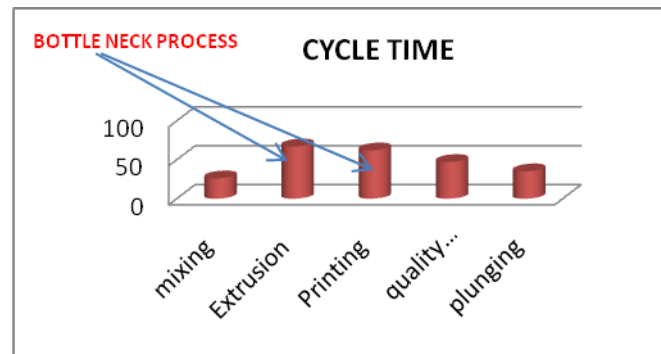 BOTTLE NECK PROCESS
CYCLE TIME
100
50
0
mixing
Extrusion
Printing
quality...
plunging